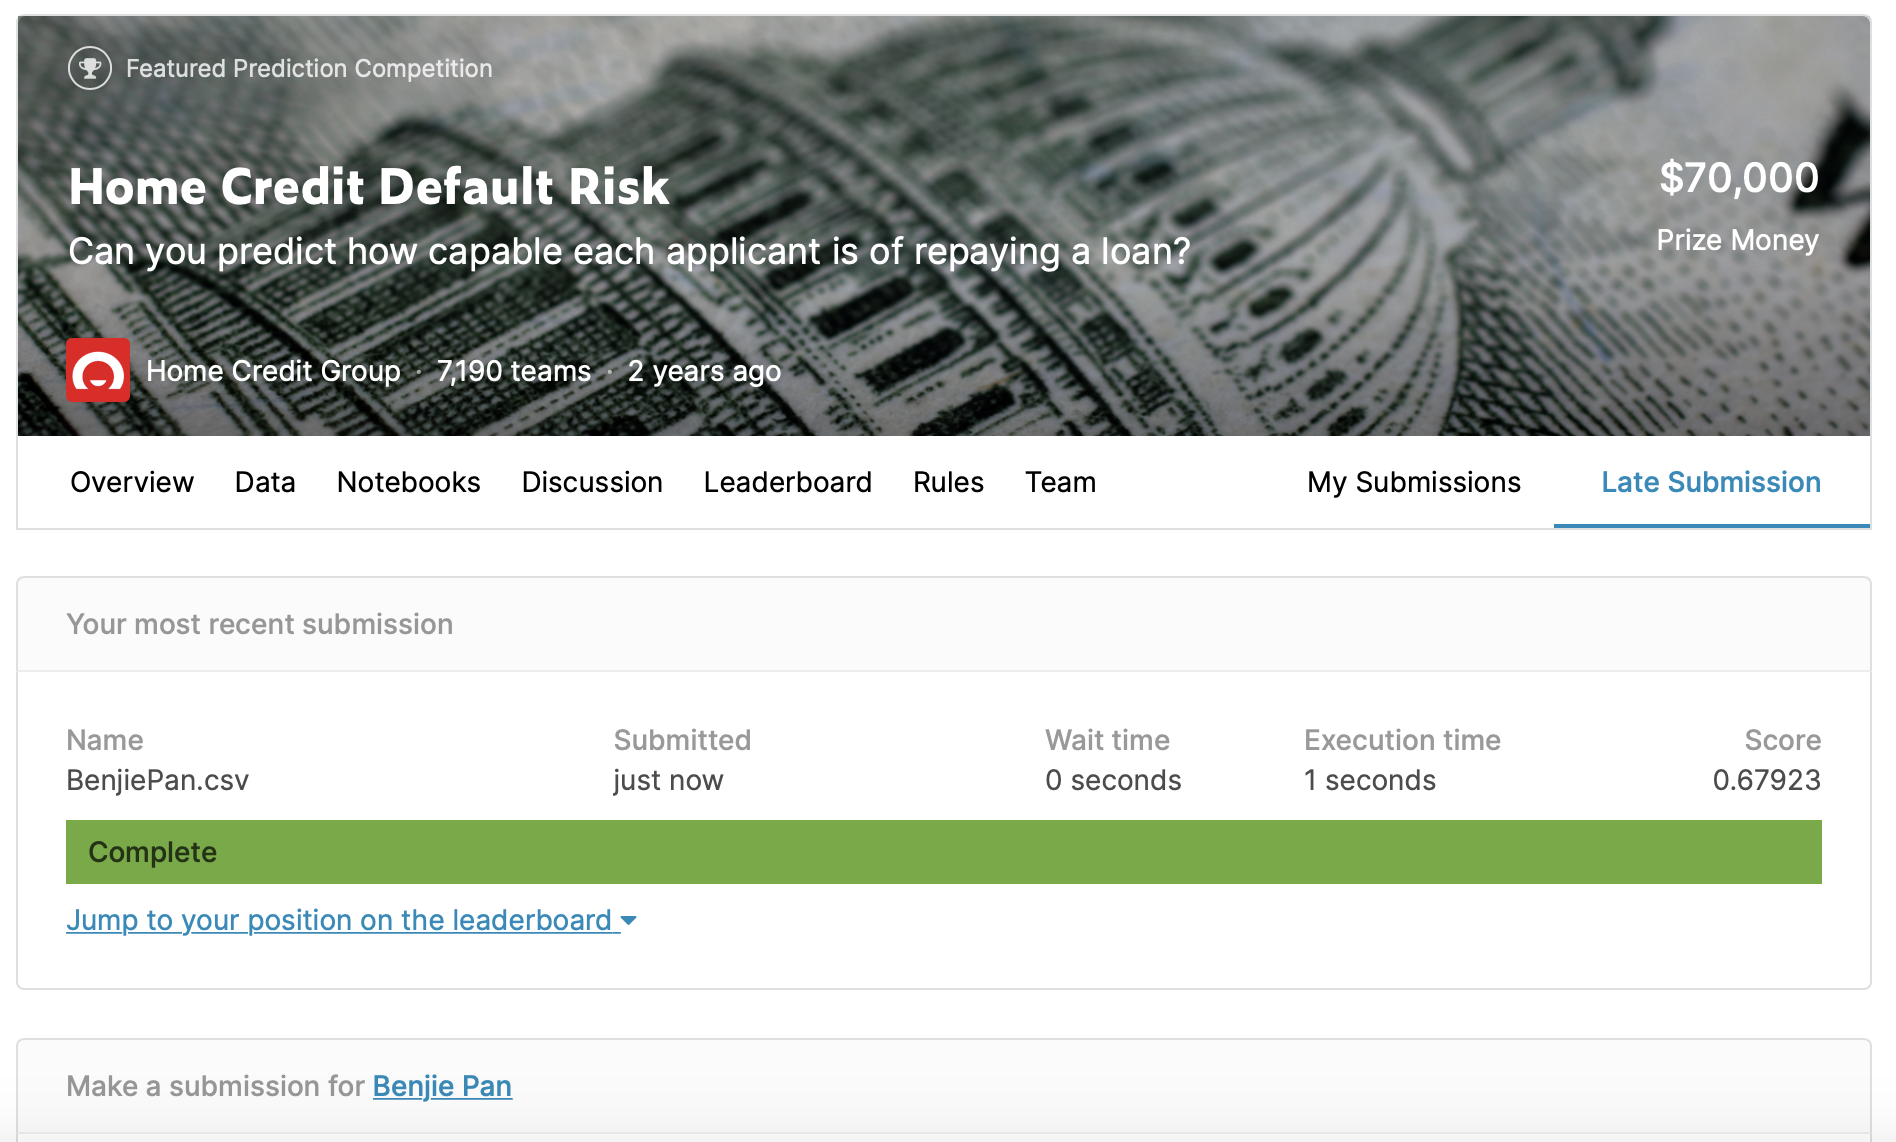 Featured Prediction Competition
Home Credit Default Risk
Can you predict how capable each applicant is of repaying a loan?
$70,000
Prize Money
Home Credit Group · 7,190 teams · 2 years ago
Overview Data Notebooks Discussion Leaderboard Rules Team My Submissions Late Submission
Your most recent submission
Name Submitted Wait time Execution time Score
BenjiePan.csv just now 0 seconds 1 seconds 0.67923
Complete
Jump to your position on the leaderboard
Make a submission for Benjie Pan